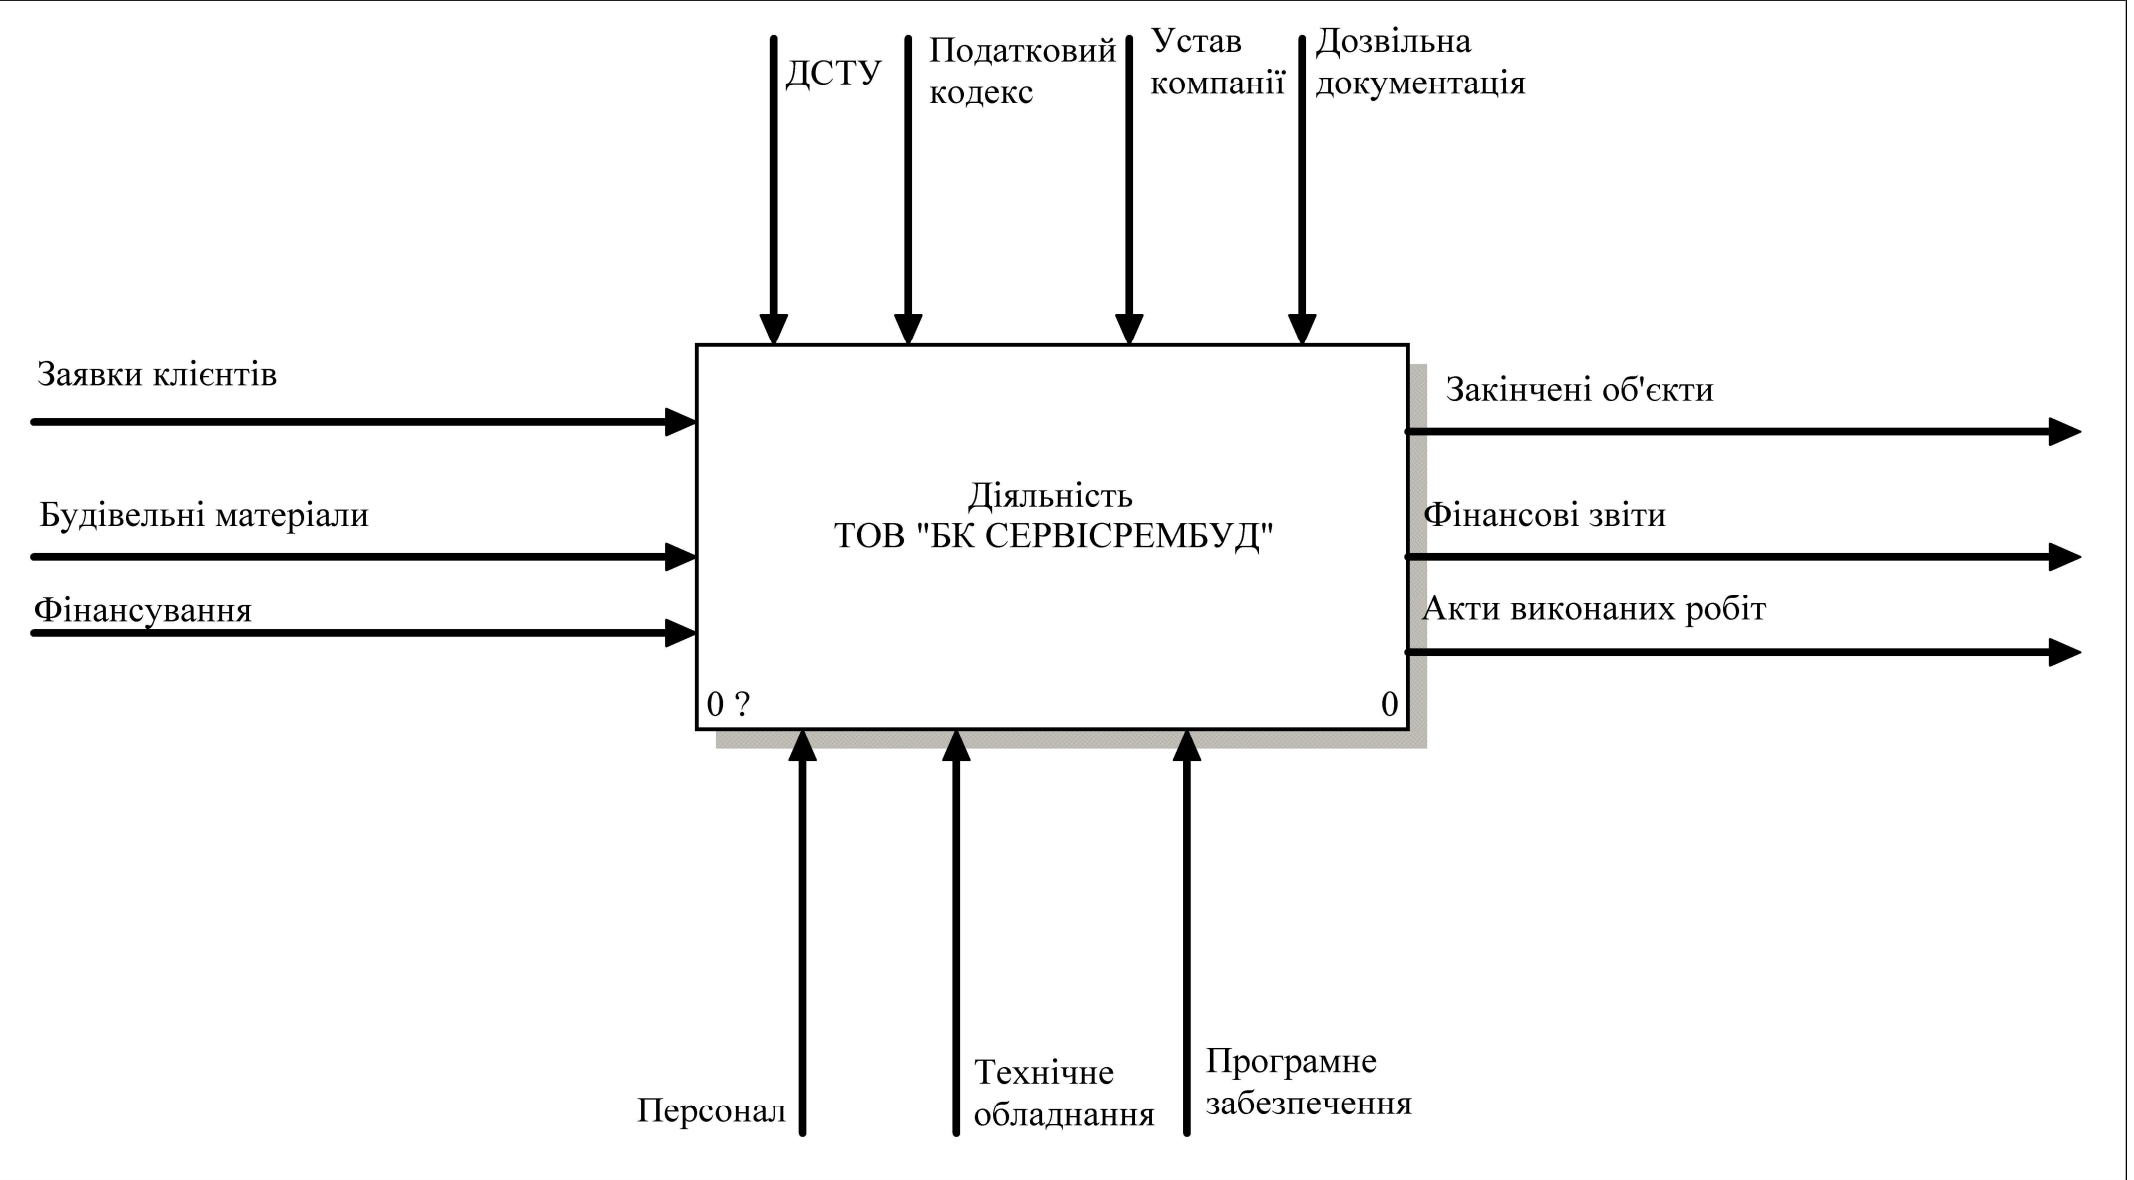 ДСТУ
Податковий
кодекс
Устав
компанії
Дозвільна
документація
Заявки клієнтів
Будівельні матеріали
Фінансування
Діяльність
ТОВ "БК СЕРВІСРЕМБУД"
0 ?
0
Закінчені об'єкти
Фінансові звіти
Акти виконаних робіт
Персонал
Технічне
обладнання
Програмне
забезпечення